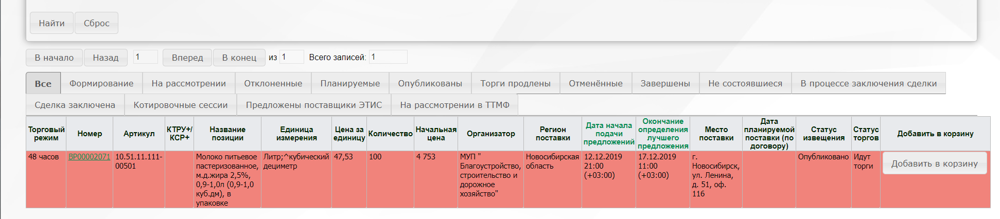 Найти Сброс
В начало Назад 1 Вперед В конец из 1 Всего записей: 1
Все Формирование На рассмотрении Отклоненные Планируемые Опубликованы Торги продлены Отменённые Завершены Не состоявшиеся В процессе заключения сделки
Сделка заключена Котировочные сессии Предложены поставщики ЭТИС На рассмотрении в ТТМФ
Торговый
режим
Номер
Артикул
КТРУ+/
КСР+
Название
позиции
Единица
измерения
Цена за
единицу
Количество
Начальная
цена
Организатор
Регион
поставки
Дата начала
подачи
предложений
Окончание
определения
лучшего
предложения
Место
поставки
Дата
планируемой
поставки (по
договору)
Статус
извещения
Статус
торгов
Добавить в корзину
48 часов
BP00002071
10.51.11.111-
00501
Молоко питьевое
пастеризованное,
м.д.жира 2,5%,
0,9-1,0л (0,9-1,0
куб.дм), в
упаковке
Литр;^кубический
дециметр
47,53
100
4 753
МУП "
Благоустройство,
строительство и
дорожное
хозяйство"
Новосибирская
область
12.12.2019
21:00
(+03:00)
17.12.2019
11:00
(+03:00)
г.
Новосибирск,
ул. Ленина,
д. 51, оф.
116
Опубликовано
Идут
торги
Добавить в корзину